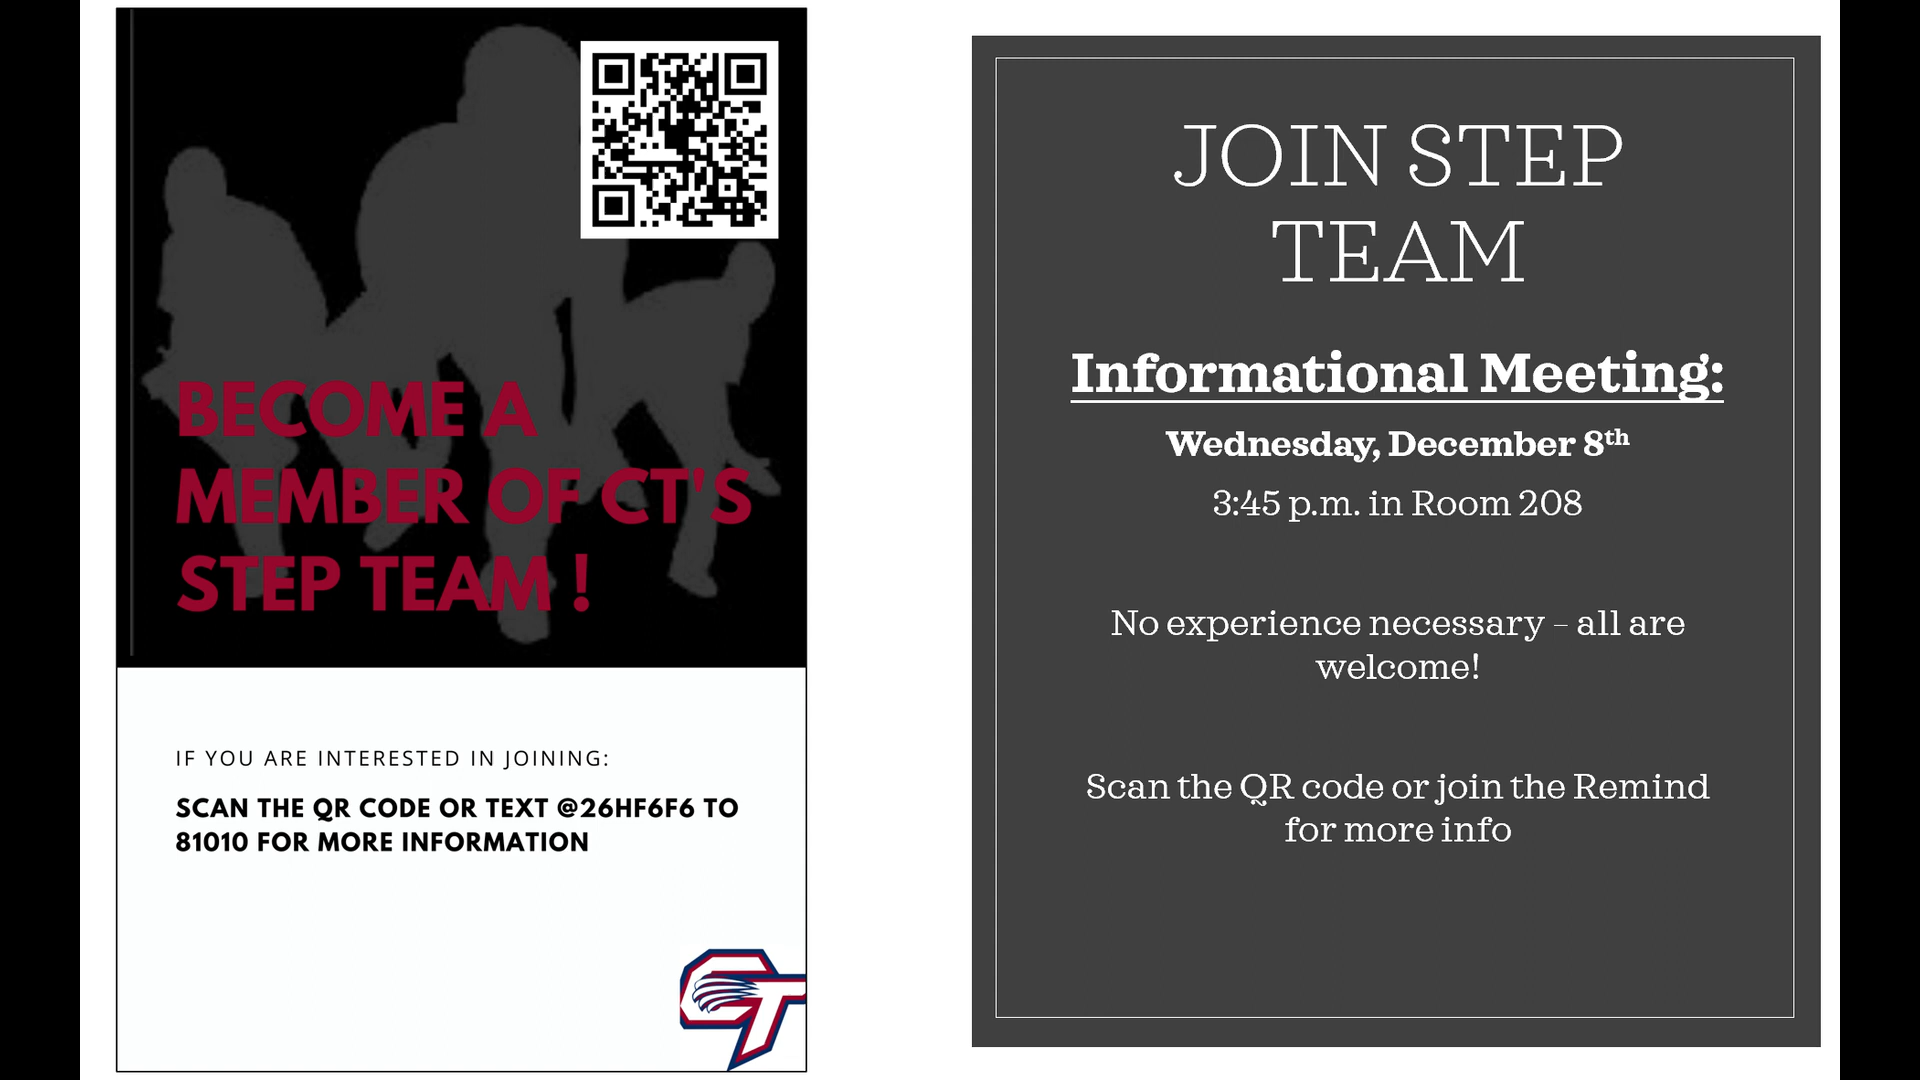 BECOME A
MEMBER OF CT'S
STEP TEAM !
IF YOU ARE INTERESTED IN JOINING:
SCAN THE QR CODE OR TEXT @26HF6F6 TO
81010 FOR MORE INFORMATION
CT
JOIN STEP
TEAM
Informational Meeting:
Wednesday, December 8th
3:45 p.m. in Room 208
No experience necessary – all are
welcome!
Scan the QR code or join the Remind
for more info